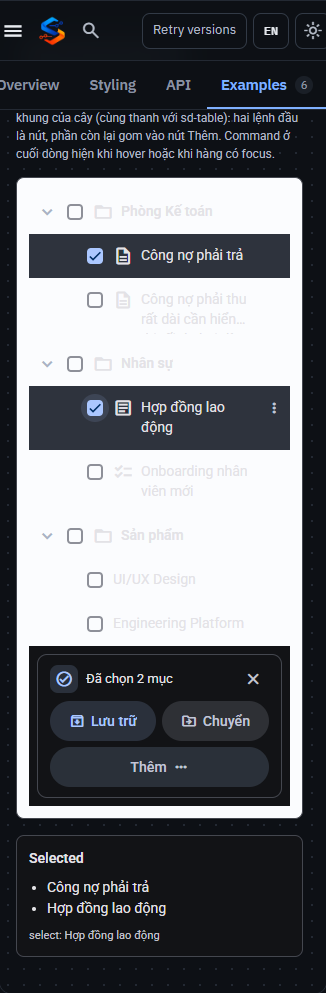 Retry versions
EN
Overview
Styling
API
Examples
6
khung của cây (cùng thanh với sd-table): hai lệnh đầu
là nút, phần còn lại gom vào nút Thêm. Command ở
cuối dòng hiện khi hover hoặc khi hàng có focus.
Phòng Kế toán
Công nợ phải trả
Công nợ phải thu
rất dài cần hiển…
Nhân sự
Hợp đồng lao
động
Onboarding nhân
viên mới
Sản phẩm
UI/UX Design
Engineering Platform
Đã chọn 2 mục
Lưu trữ
Chuyển
Thêm
Selected
• Công nợ phải trả
• Hợp đồng lao động
select: Hợp đồng lao động